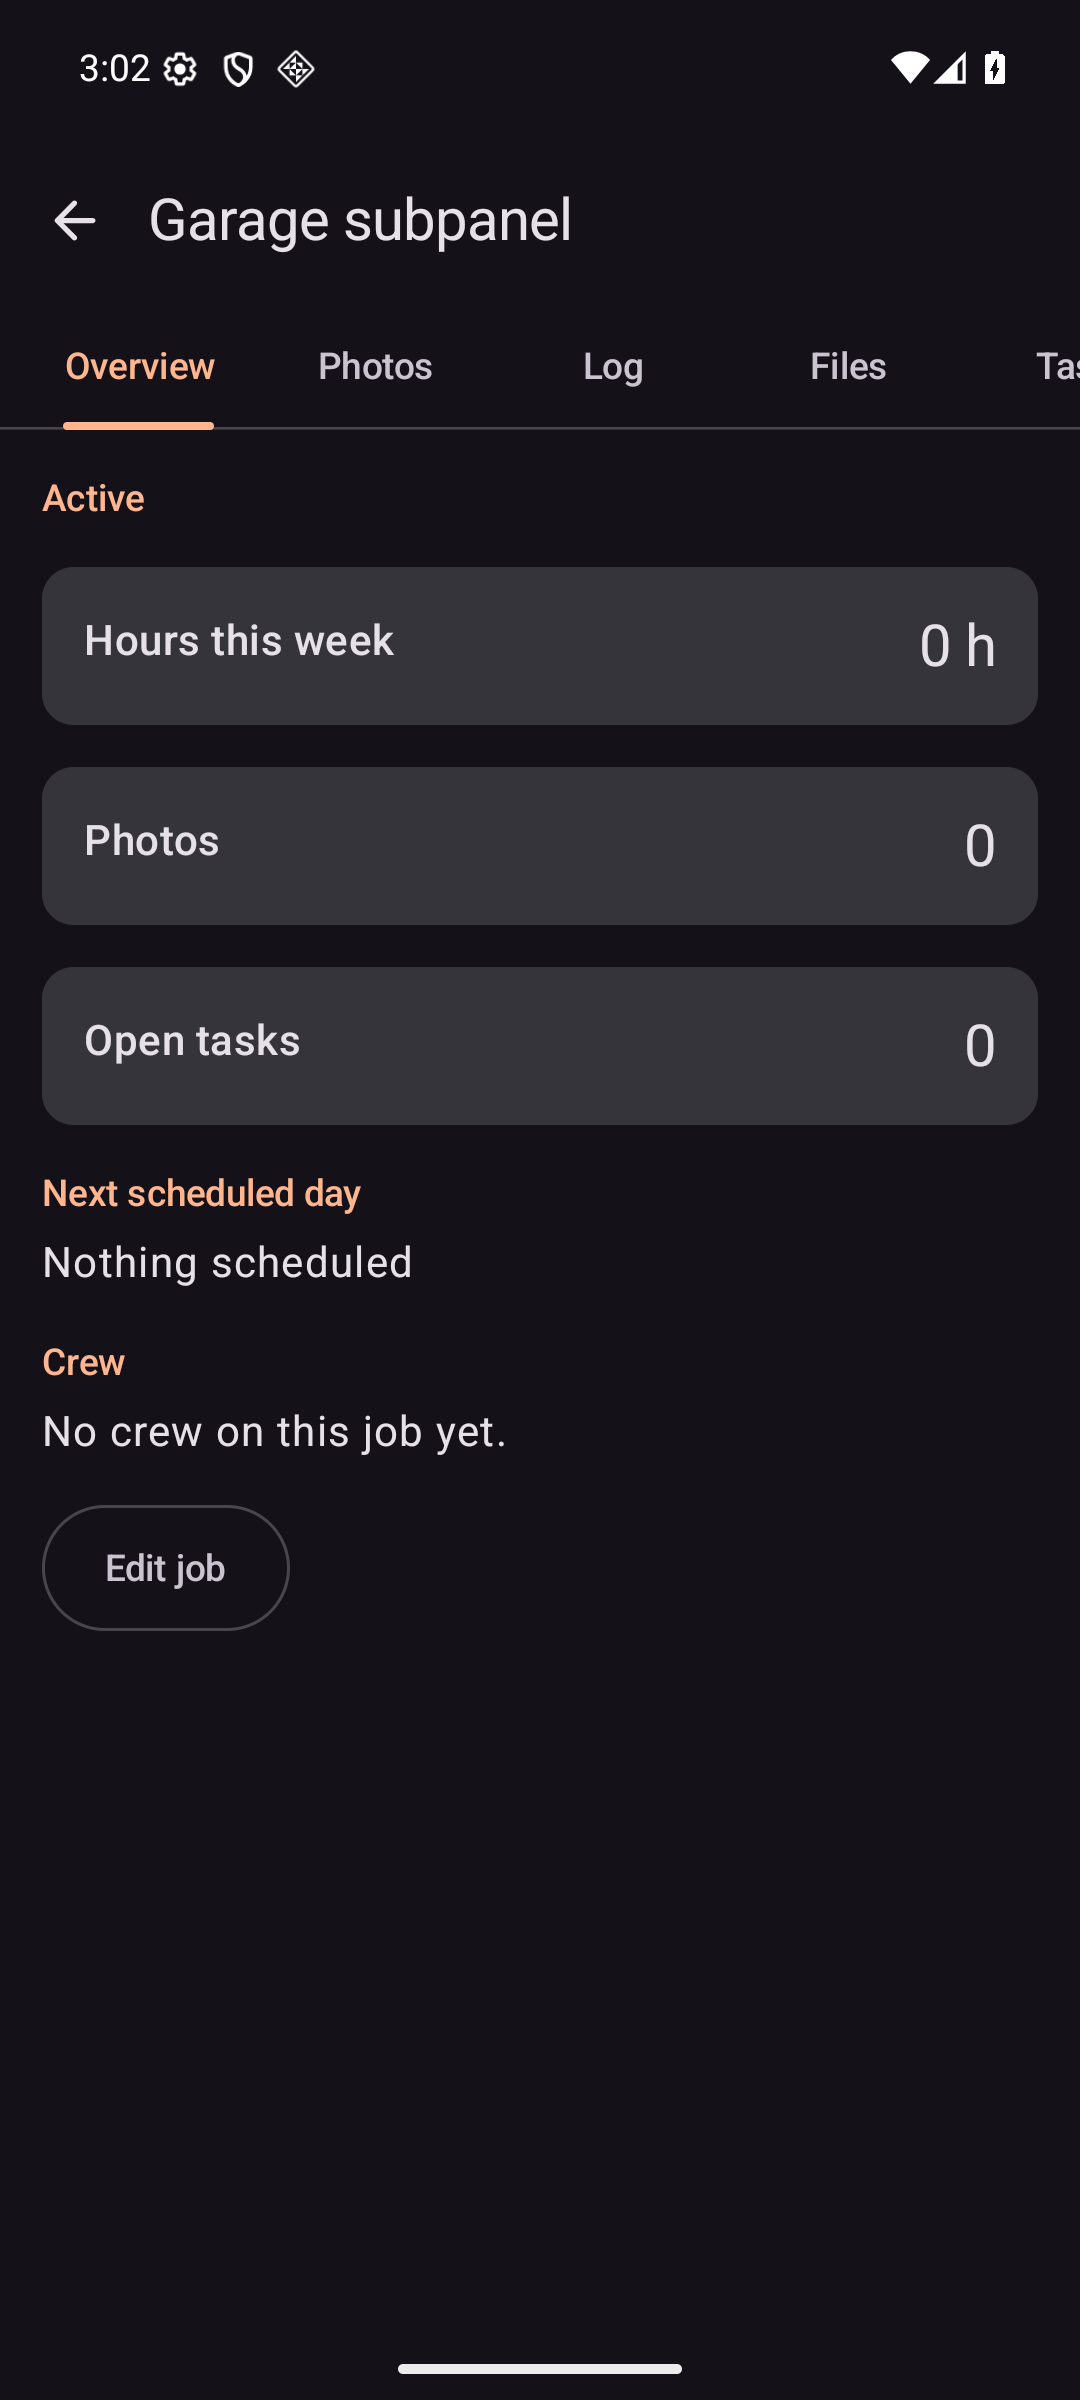 3:02
Garage subpanel
Overview Photos Log Files Tas
Active
Hours this week 0 h
Photos 0
Open tasks 0
Next scheduled day
Nothing scheduled
Crew
No crew on this job yet.
Edit job